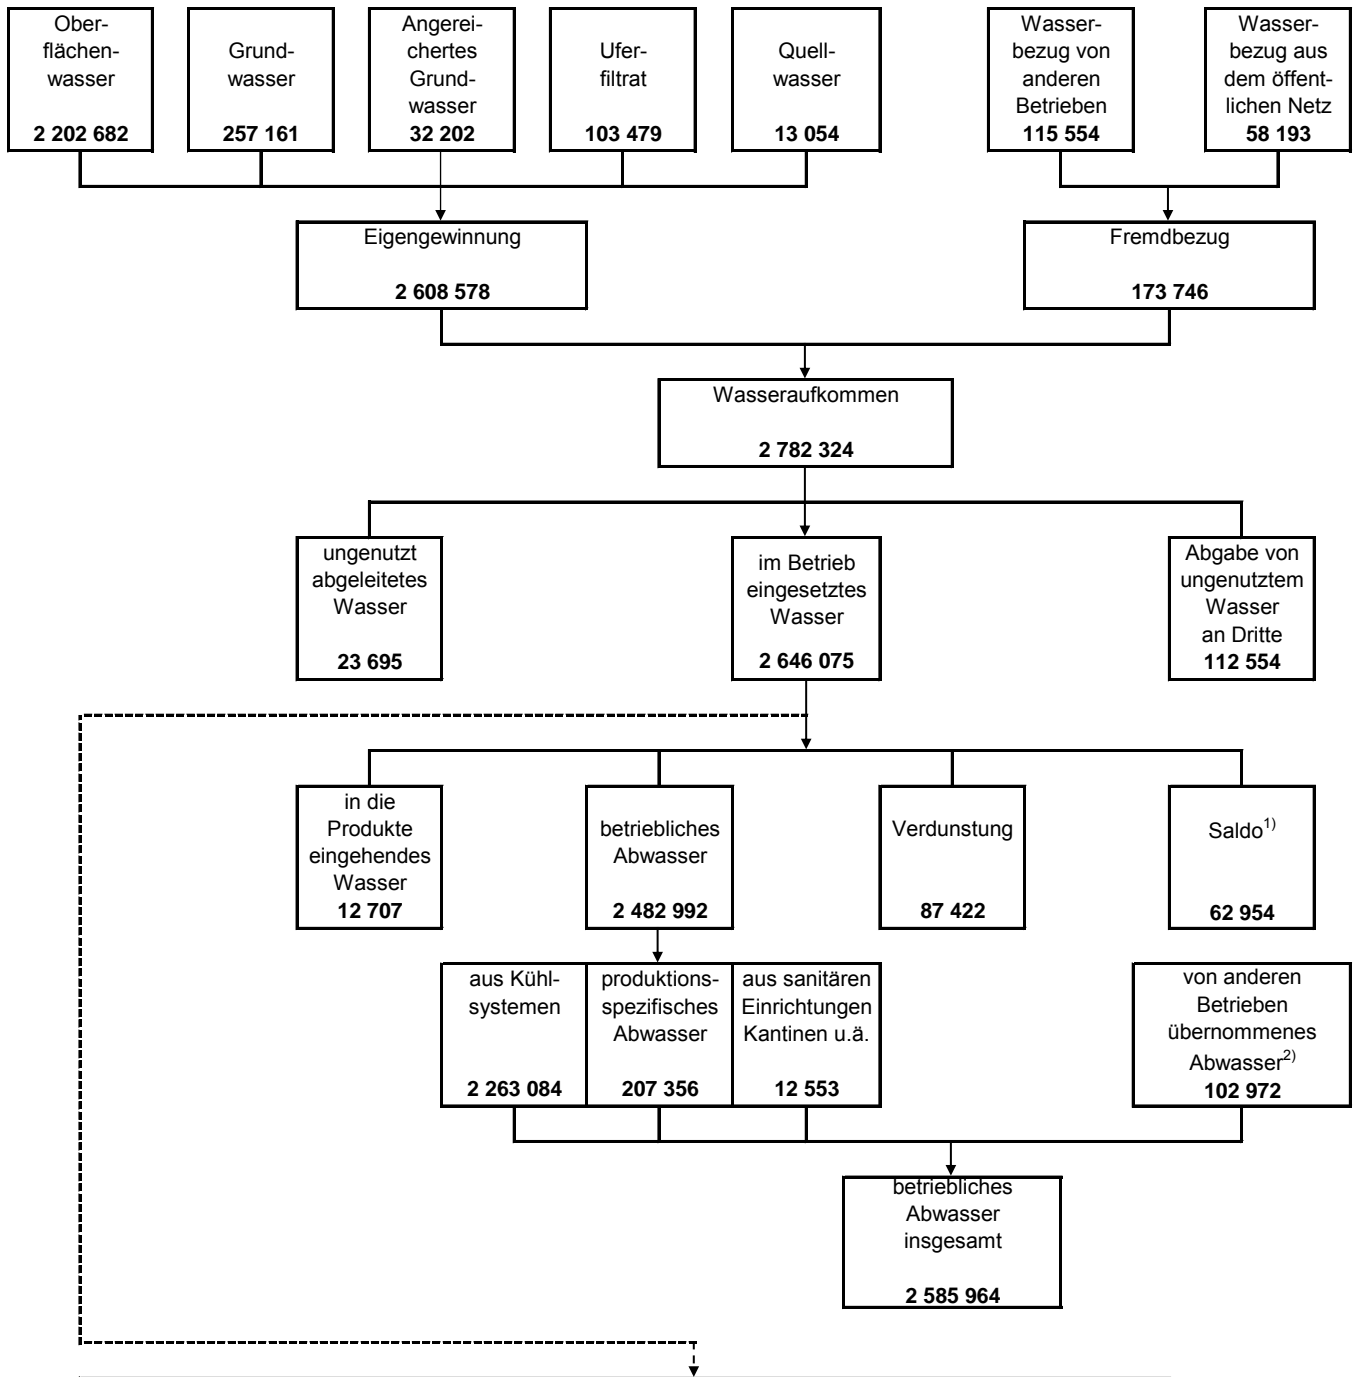 Ober-
flächen-
wasser
2 202 682
Grund-
wasser
257 161
Angerei-
chertes
Grund-
wasser
32 202
Ufer-
filtrat
103 479
Quell-
wasser
13 054
Wasser-
bezug von
anderen
Betrieben
115 554
Wasser-
bezug aus
dem öffent-
lichen Netz
58 193
Eigengewinnung
2 608 578
Fremdbezug
173 746
Wasseraufkommen
2 782 324
ungenutzt
abgeleitetes
Wasser
23 695
im Betrieb
eingesetztes
Wasser
2 646 075
Abgabe von
ungenutztem
Wasser
an Dritte
112 554
in die
Produkte
eingehendes
Wasser
12 707
betriebliches
Abwasser
2 482 992
Verdunstung
87 422
Saldo1)
62 954
aus Kühl-
systemen
2 263 084
produktions-
spezifisches
Abwasser
207 356
aus sanitären
Einrichtungen
Kantinen u.ä.
12 553
von anderen
Betrieben
übernommenes
Abwasser2)
102 972
betriebliches
Abwasser
insgesamt
2 585 964